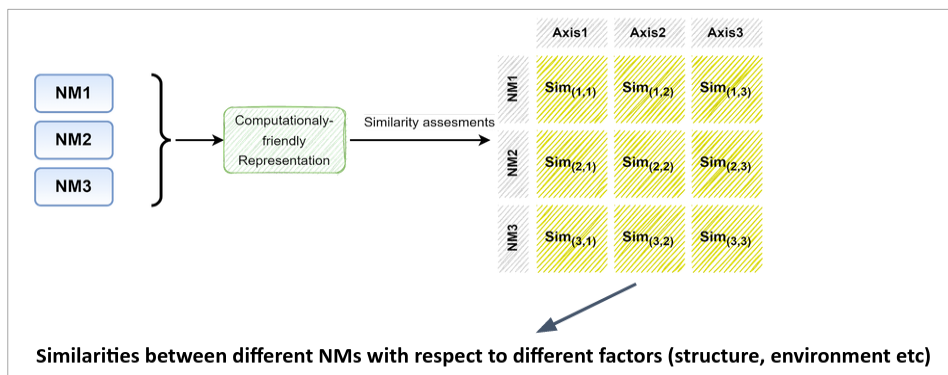 Axis1 Axis2 Axis3
NM1
NM2
NM3
Computationaly-
friendly
Representation
Similarity assesments
NM1 Sim(1,1) Sim(1,2) Sim(1,3)
NM2 Sim(2,1) Sim(2,2) Sim(2,3)
NM3 Sim(3,1) Sim(3,2) Sim(3,3)
Similarities between different NMs with respect to different factors (structure, environment etc)